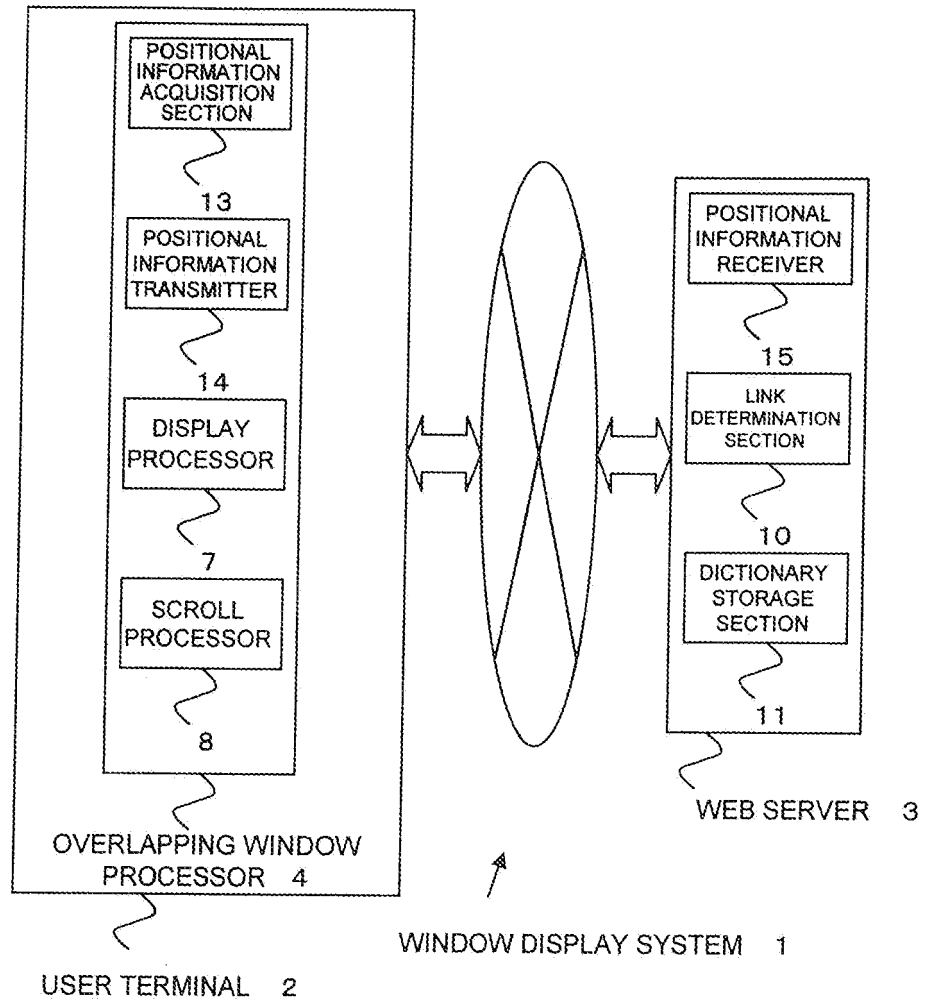 POSITIONAL
INFORMATION
ACQUISITION
SECTION
13
POSITIONAL
INFORMATION
TRANSMITTER
14
DISPLAY
PROCESSOR
7
SCROLL
PROCESSOR
8
OVERLAPPING WINDOW
PROCESSOR 4
USER TERMINAL 2
POSITIONAL
INFORMATION
RECEIVER
15
LINK
DETERMINATION
SECTION
10
DICTIONARY
STORAGE
SECTION
11
WEB SERVER 3
WINDOW DISPLAY SYSTEM 1